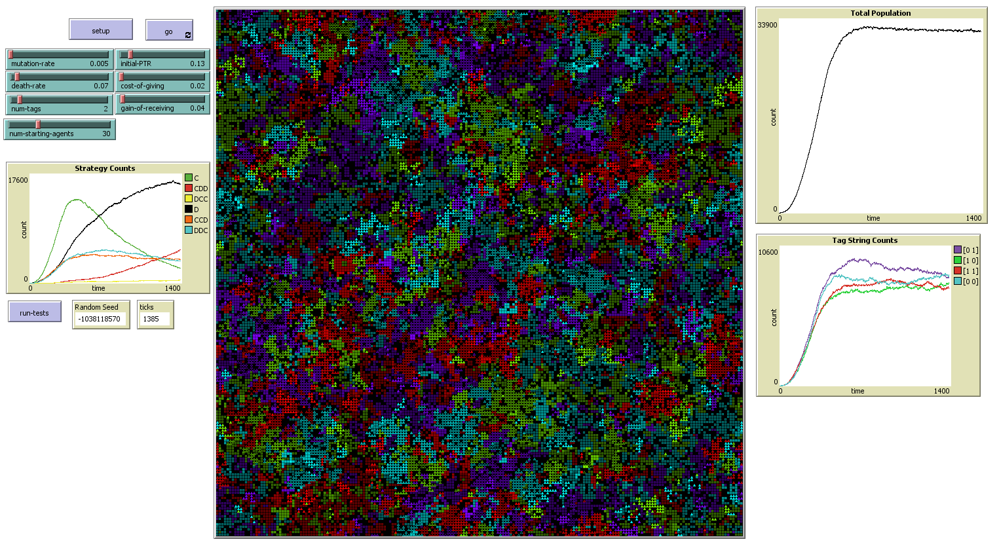 setup
go
mutation-rate 0.005
initial-PTR 0.13
death-rate 0.07
cost-of-giving 0.02
num-tags 2
gain-of-receiving 0.04
num-starting-agents 30
Strategy Counts
17600
count
0
0
time
1400
C
CDD
DCC
D
CCD
DDC
run-tests
Random Seed
-1038118570
ticks
1385
Total Population
33900
count
0
0
time
1400
Tag String Counts
10600
count
0
0
time
1400
[0 1]
[1 0]
[1 1]
[0 0]